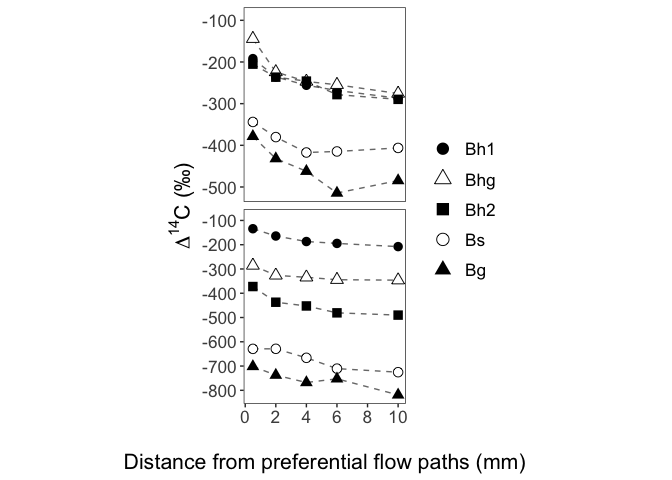 -100
-200
-300
-400
-500
-100
-200
-300
-400
-500
-600
-700
-800
0 2 4 6 8 10
Δ¹⁴C (‰)
Distance from preferential flow paths (mm)
Bh1
Bhg
Bh2
Bs
Bg